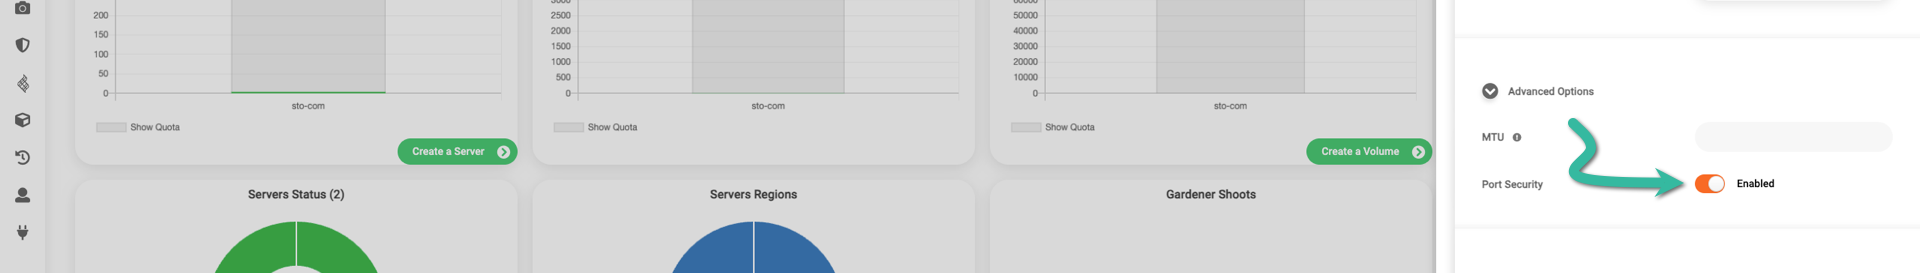 200
150
100
50
0
sto-com
Show Quota
Create a Server
3000
2500
2000
1500
1000
500
0
sto-com
Show Quota
50000
40000
30000
20000
10000
0
sto-com
Show Quota
Create a Volume
Servers Status (2)
Servers Regions
Gardener Shoots
Advanced Options
MTU
Port Security
Enabled